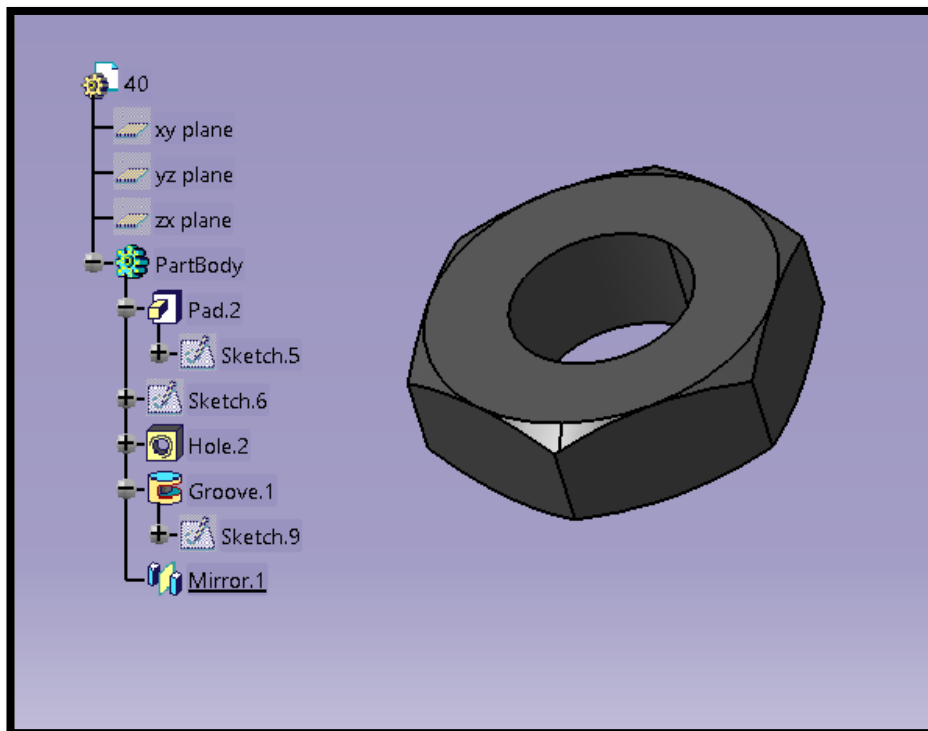 40
xy plane
yz plane
zx plane
PartBody
Pad.2
Sketch.5
Sketch.6
Hole.2
Groove.1
Sketch.9
Mirror.1